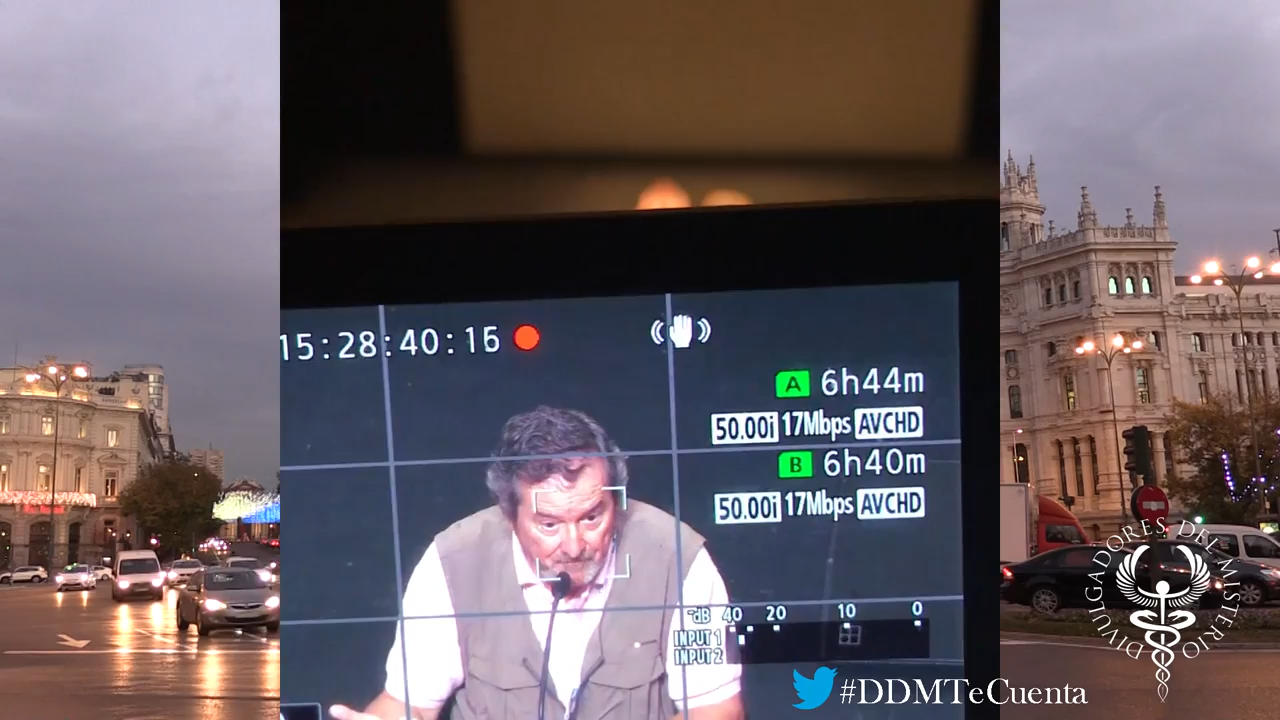 15:28:40:16
A 6h44m
50.00i 17Mbps AVCHD
B 6h40m
50.00i 17Mbps AVCHD
dB 40 20 10 0
INPUT 1
INPUT 2
DIVULGADORES DEL MISTERIO
#DDMTeCuenta